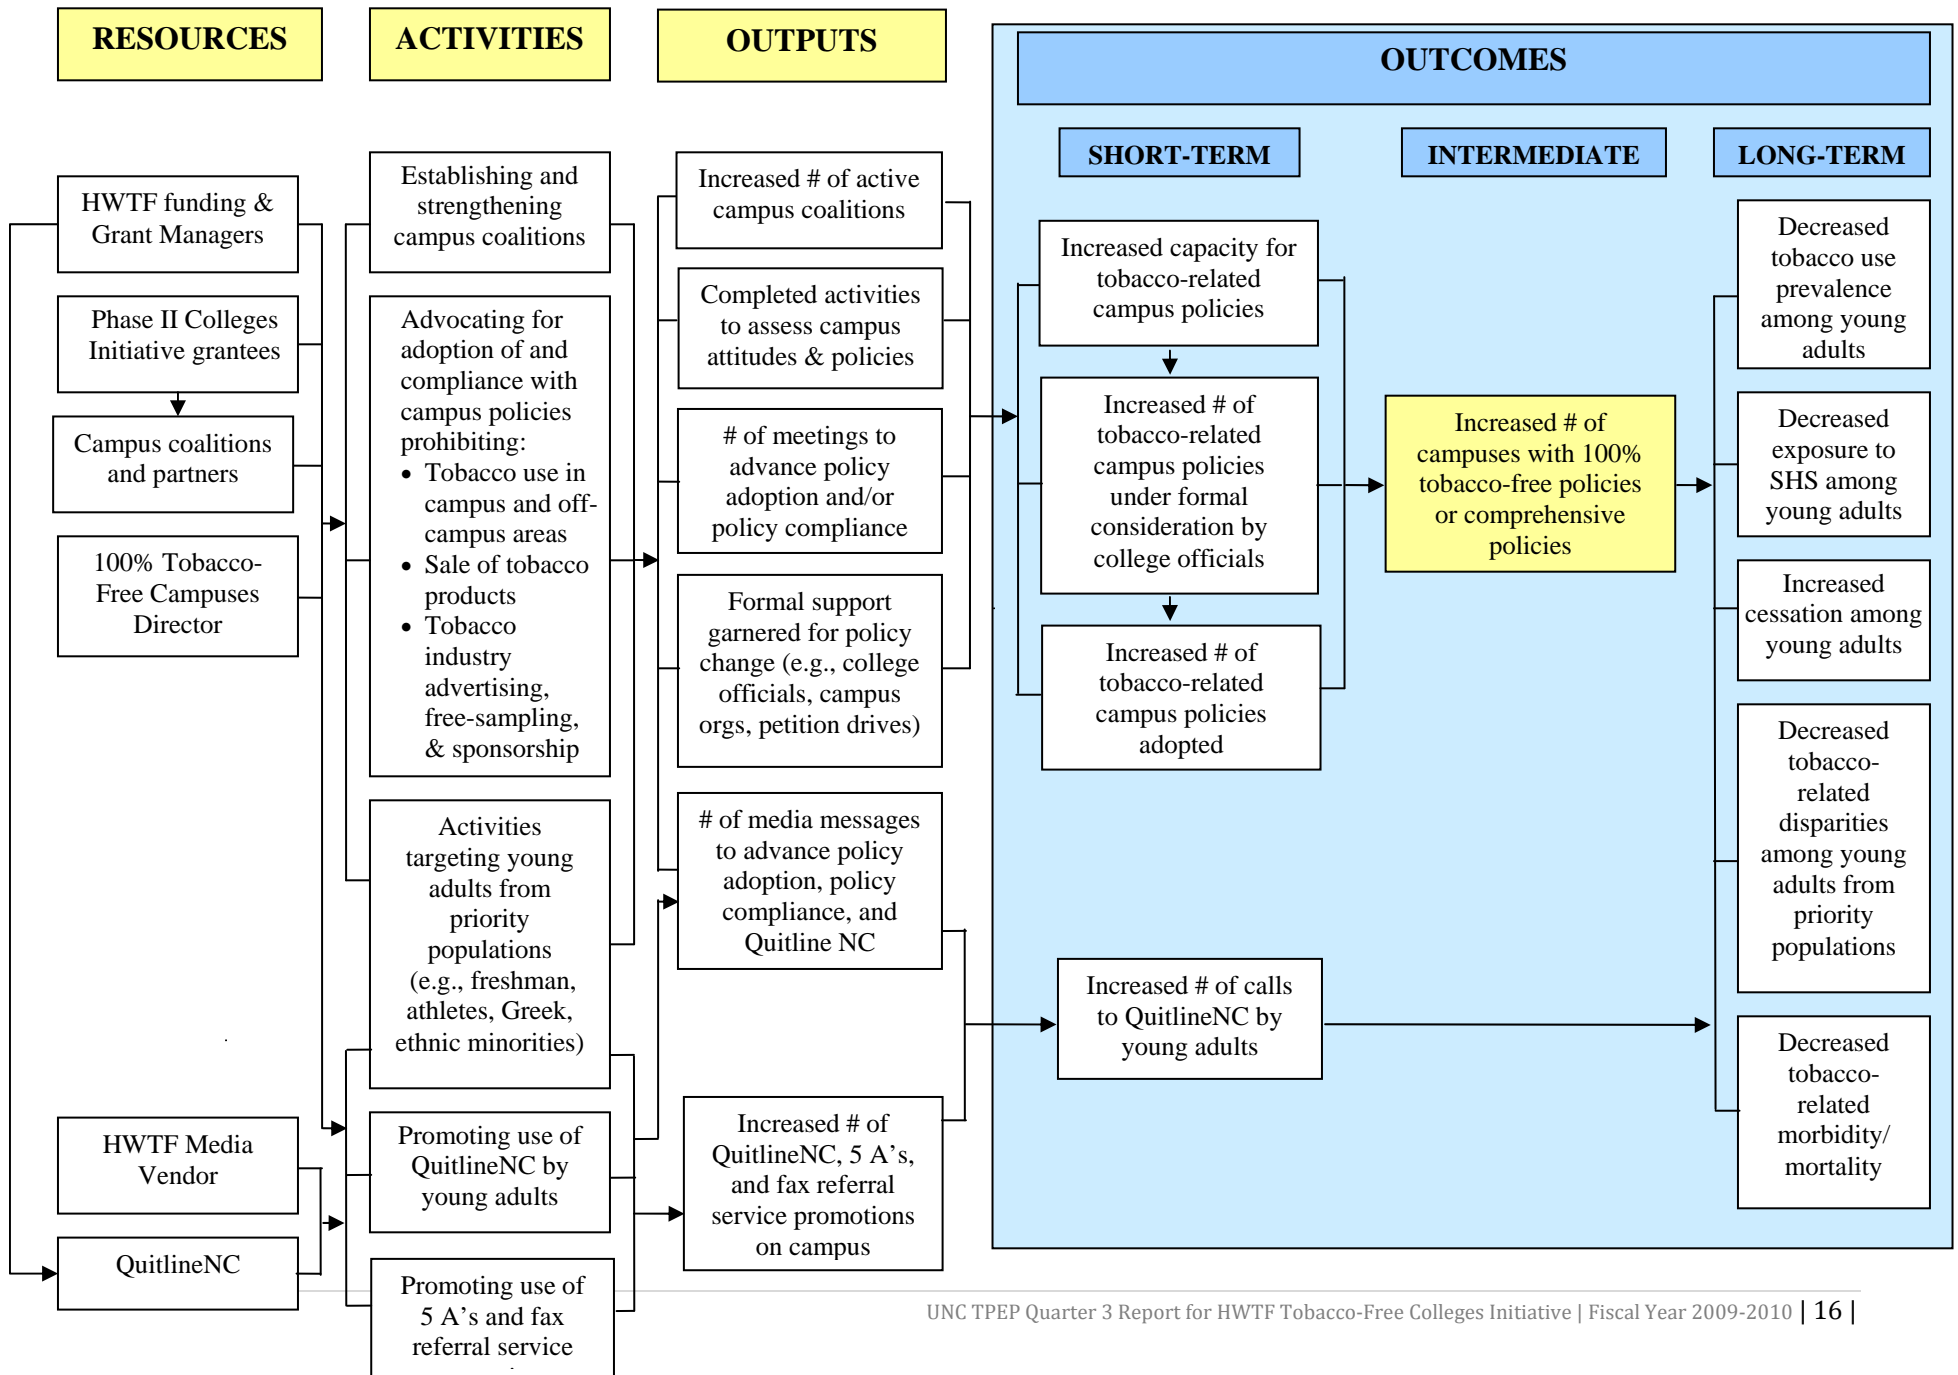 RESOURCES
ACTIVITIES
OUTPUTS
OUTCOMES
SHORT-TERM
INTERMEDIATE
LONG-TERM
HWTF funding &
Grant Managers
Phase II Colleges
Initiative grantees
Campus coalitions
and partners
100% Tobacco-
Free Campuses
Director
HWTF Media
Vendor
QuitlineNC
Establishing and
strengthening
campus coalitions
Advocating for
adoption of and
compliance with
campus policies
prohibiting:
• Tobacco use in
campus and off-
campus areas
• Sale of tobacco
products
• Tobacco
industry
advertising,
free-sampling,
& sponsorship
Activities
targeting young
adults from
priority
populations
(e.g., freshman,
athletes, Greek,
ethnic minorities)
Promoting use of
QuitlineNC by
young adults
Promoting use of
5 A’s and fax
referral service
Increased # of active
campus coalitions
Completed activities
to assess campus
attitudes & policies
# of meetings to
advance policy
adoption and/or
policy compliance
Formal support
garnered for policy
change (e.g., college
officials, campus
orgs, petition drives)
# of media messages
to advance policy
adoption, policy
compliance, and
Quitline NC
Increased # of
QuitlineNC, 5 A’s,
and fax referral
service promotions
on campus
Increased capacity for
tobacco-related
campus policies
Increased # of
tobacco-related
campus policies
under formal
consideration by
college officials
Increased # of
tobacco-related
campus policies
adopted
Increased # of calls
to QuitlineNC by
young adults
Increased # of
campuses with 100%
tobacco-free policies
or comprehensive
policies
Decreased
tobacco use
prevalence
among young
adults
Decreased
exposure to
SHS among
young adults
Increased
cessation among
young adults
Decreased
tobacco-
related
disparities
among young
adults from
priority
populations
Decreased
tobacco-
related
morbidity/
mortality
UNC TPEP Quarter 3 Report for HWTF Tobacco-Free Colleges Initiative | Fiscal Year 2009-2010 | 16 |